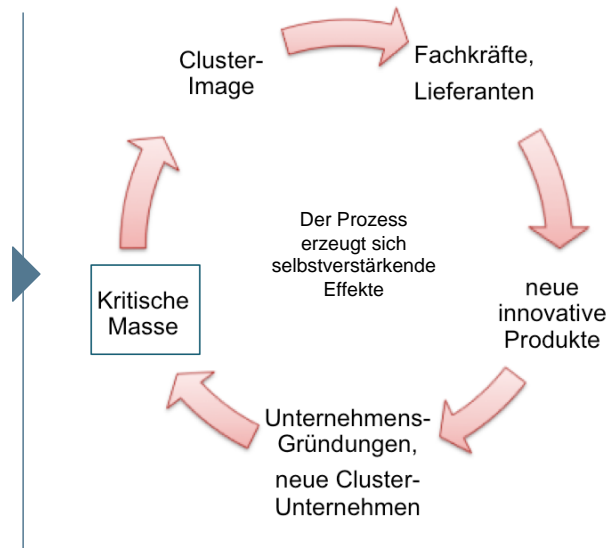 Cluster-
Image
Fachkräfte,
Lieferanten
neue
innovative
Produkte
Unternehmens-
Gründungen,
neue Cluster-
Unternehmen
Kritische
Masse
Der Prozess
erzeugt sich
selbstverstärkende
Effekte